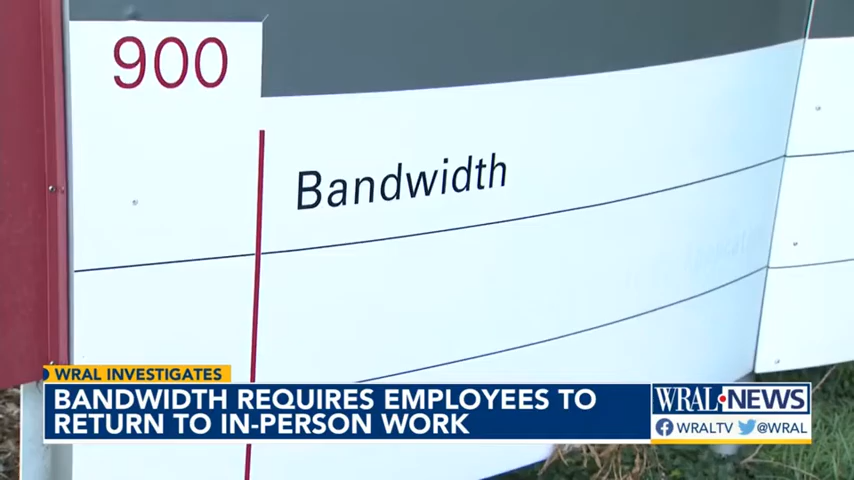 900
Bandwidth
WRAL INVESTIGATES
BANDWIDTH REQUIRES EMPLOYEES TO
RETURN TO IN-PERSON WORK
WRAL NEWS
WRALTV @WRAL